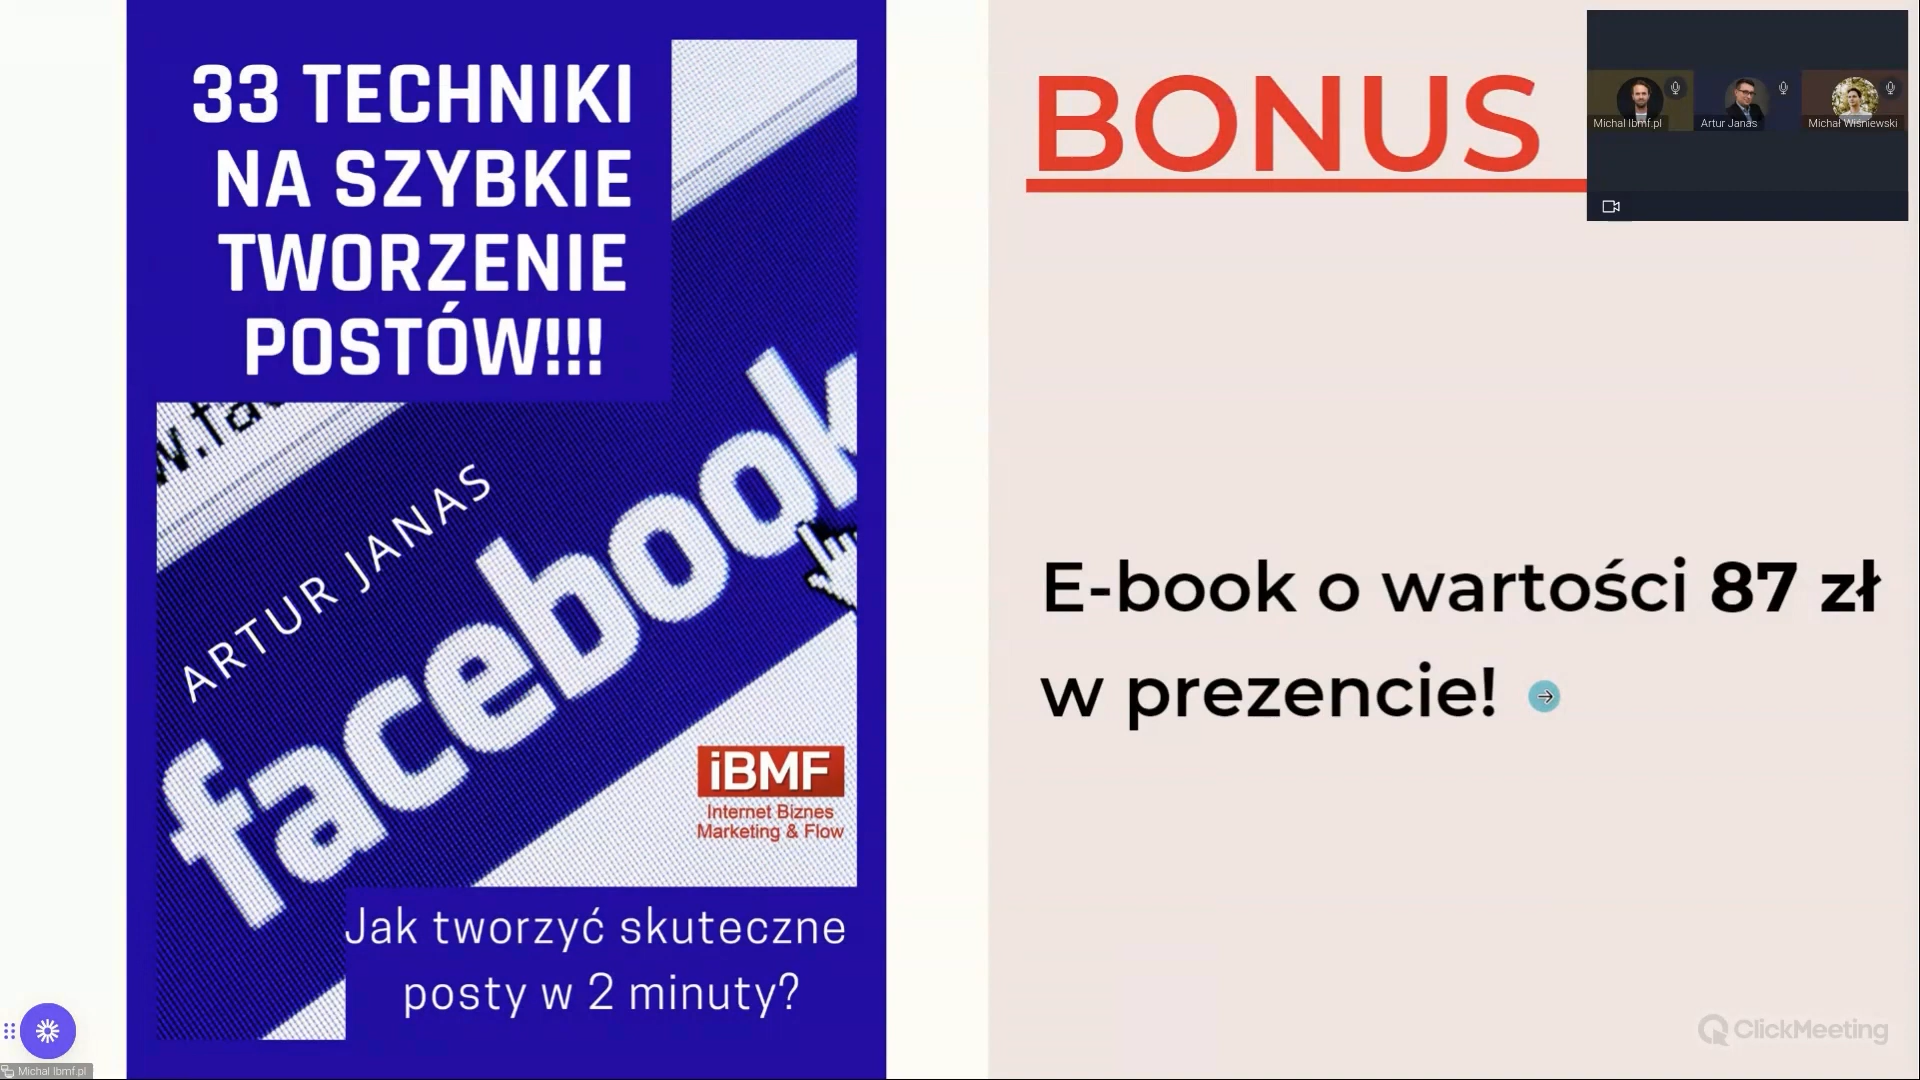 33 TECHNIKI
NA SZYBKIE
TWORZENIE
POSTÓW!!!
w.fac
ARTUR JANAS
facebook
iBMF
Internet Biznes
Marketing & Flow
Jak tworzyć skuteczne
posty w 2 minuty?
BONUS
E-book o wartości 87 zł
w prezencie!
Michal Ibmf.pl
Artur Janas
Michał Wiśniewski
ClickMeeting
Michal Ibmf.pl